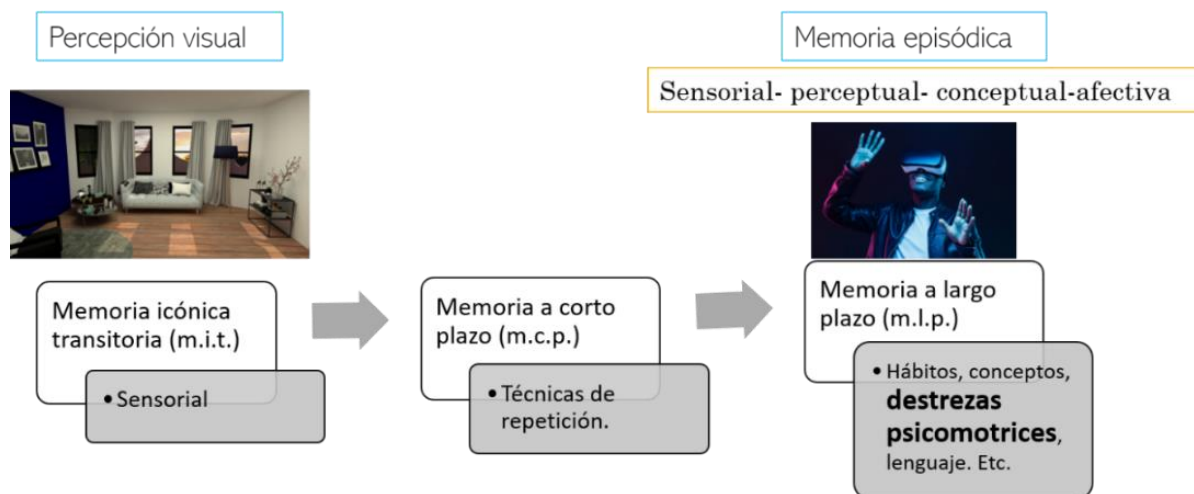 Percepción visual
Memoria episódica
Sensorial- perceptual- conceptual-afectiva
Memoria icónica
transitoria (m.i.t.)
• Sensorial
Memoria a corto
plazo (m.c.p.)
• Técnicas de
repetición.
Memoria a largo
plazo (m.l.p.)
• Hábitos, conceptos,
destrezas
psicomotrices,
lenguaje. Etc.